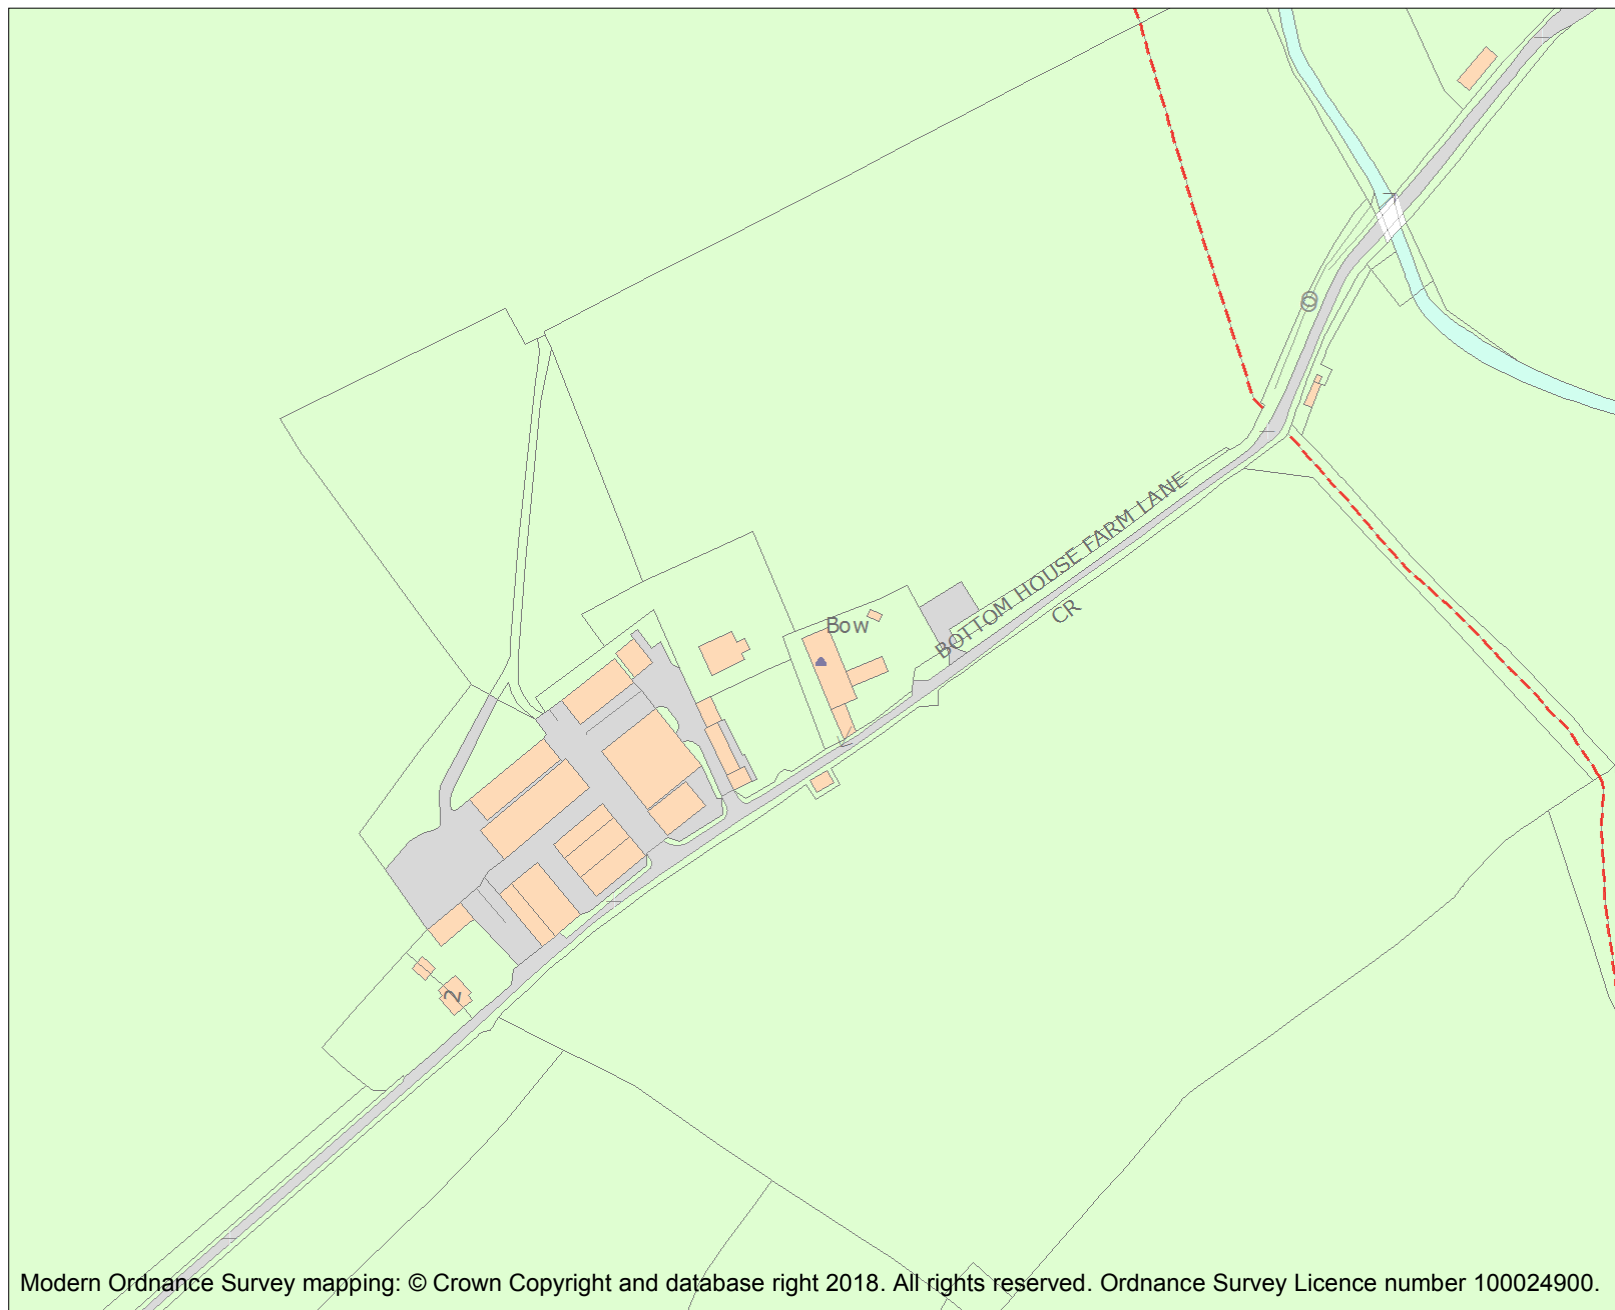 BOTTOM HOUSE FARM LANE
CR
Bow
2
Modern Ordnance Survey mapping: © Crown Copyright and database right 2018. All rights reserved. Ordnance Survey Licence number 100024900.